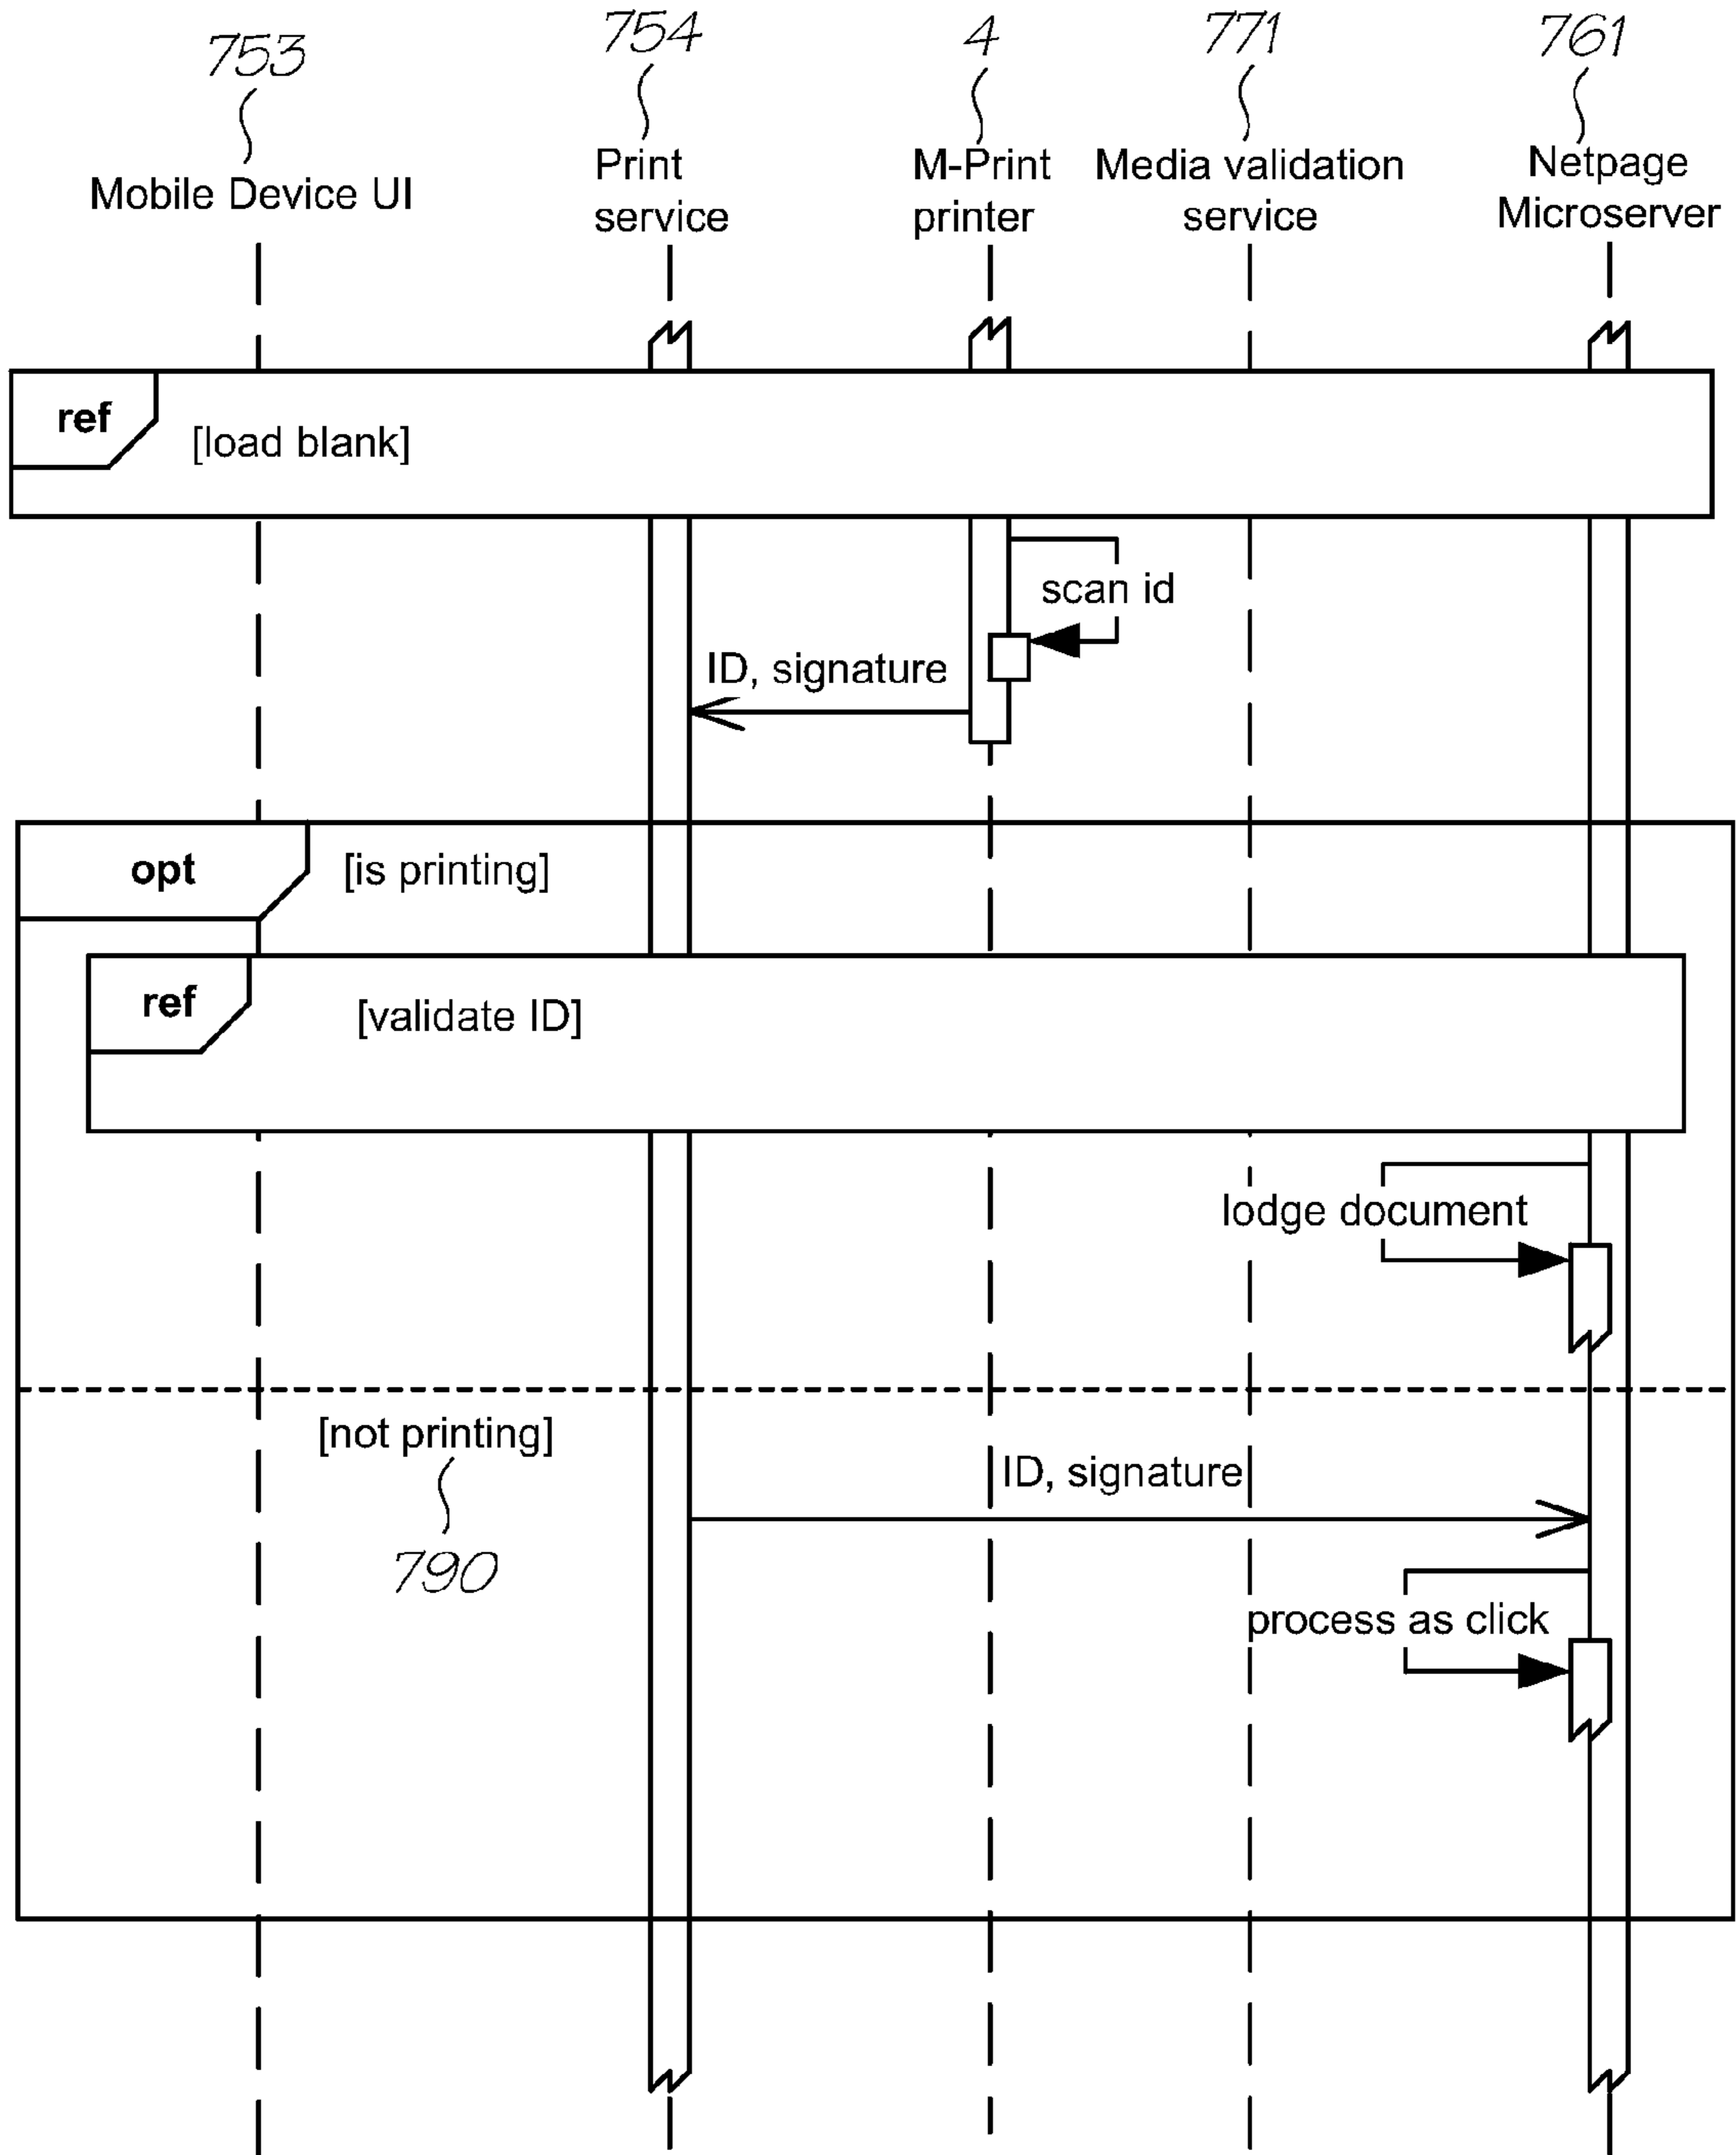 753
754
4
771
761
Mobile Device UI
Print
service
M-Print
printer
Media validation
service
Netpage
Microserver
ref
[load blank]
scan id
ID, signature
opt
[is printing]
ref
[validate ID]
lodge document
[not printing]
790
ID, signature
process as click